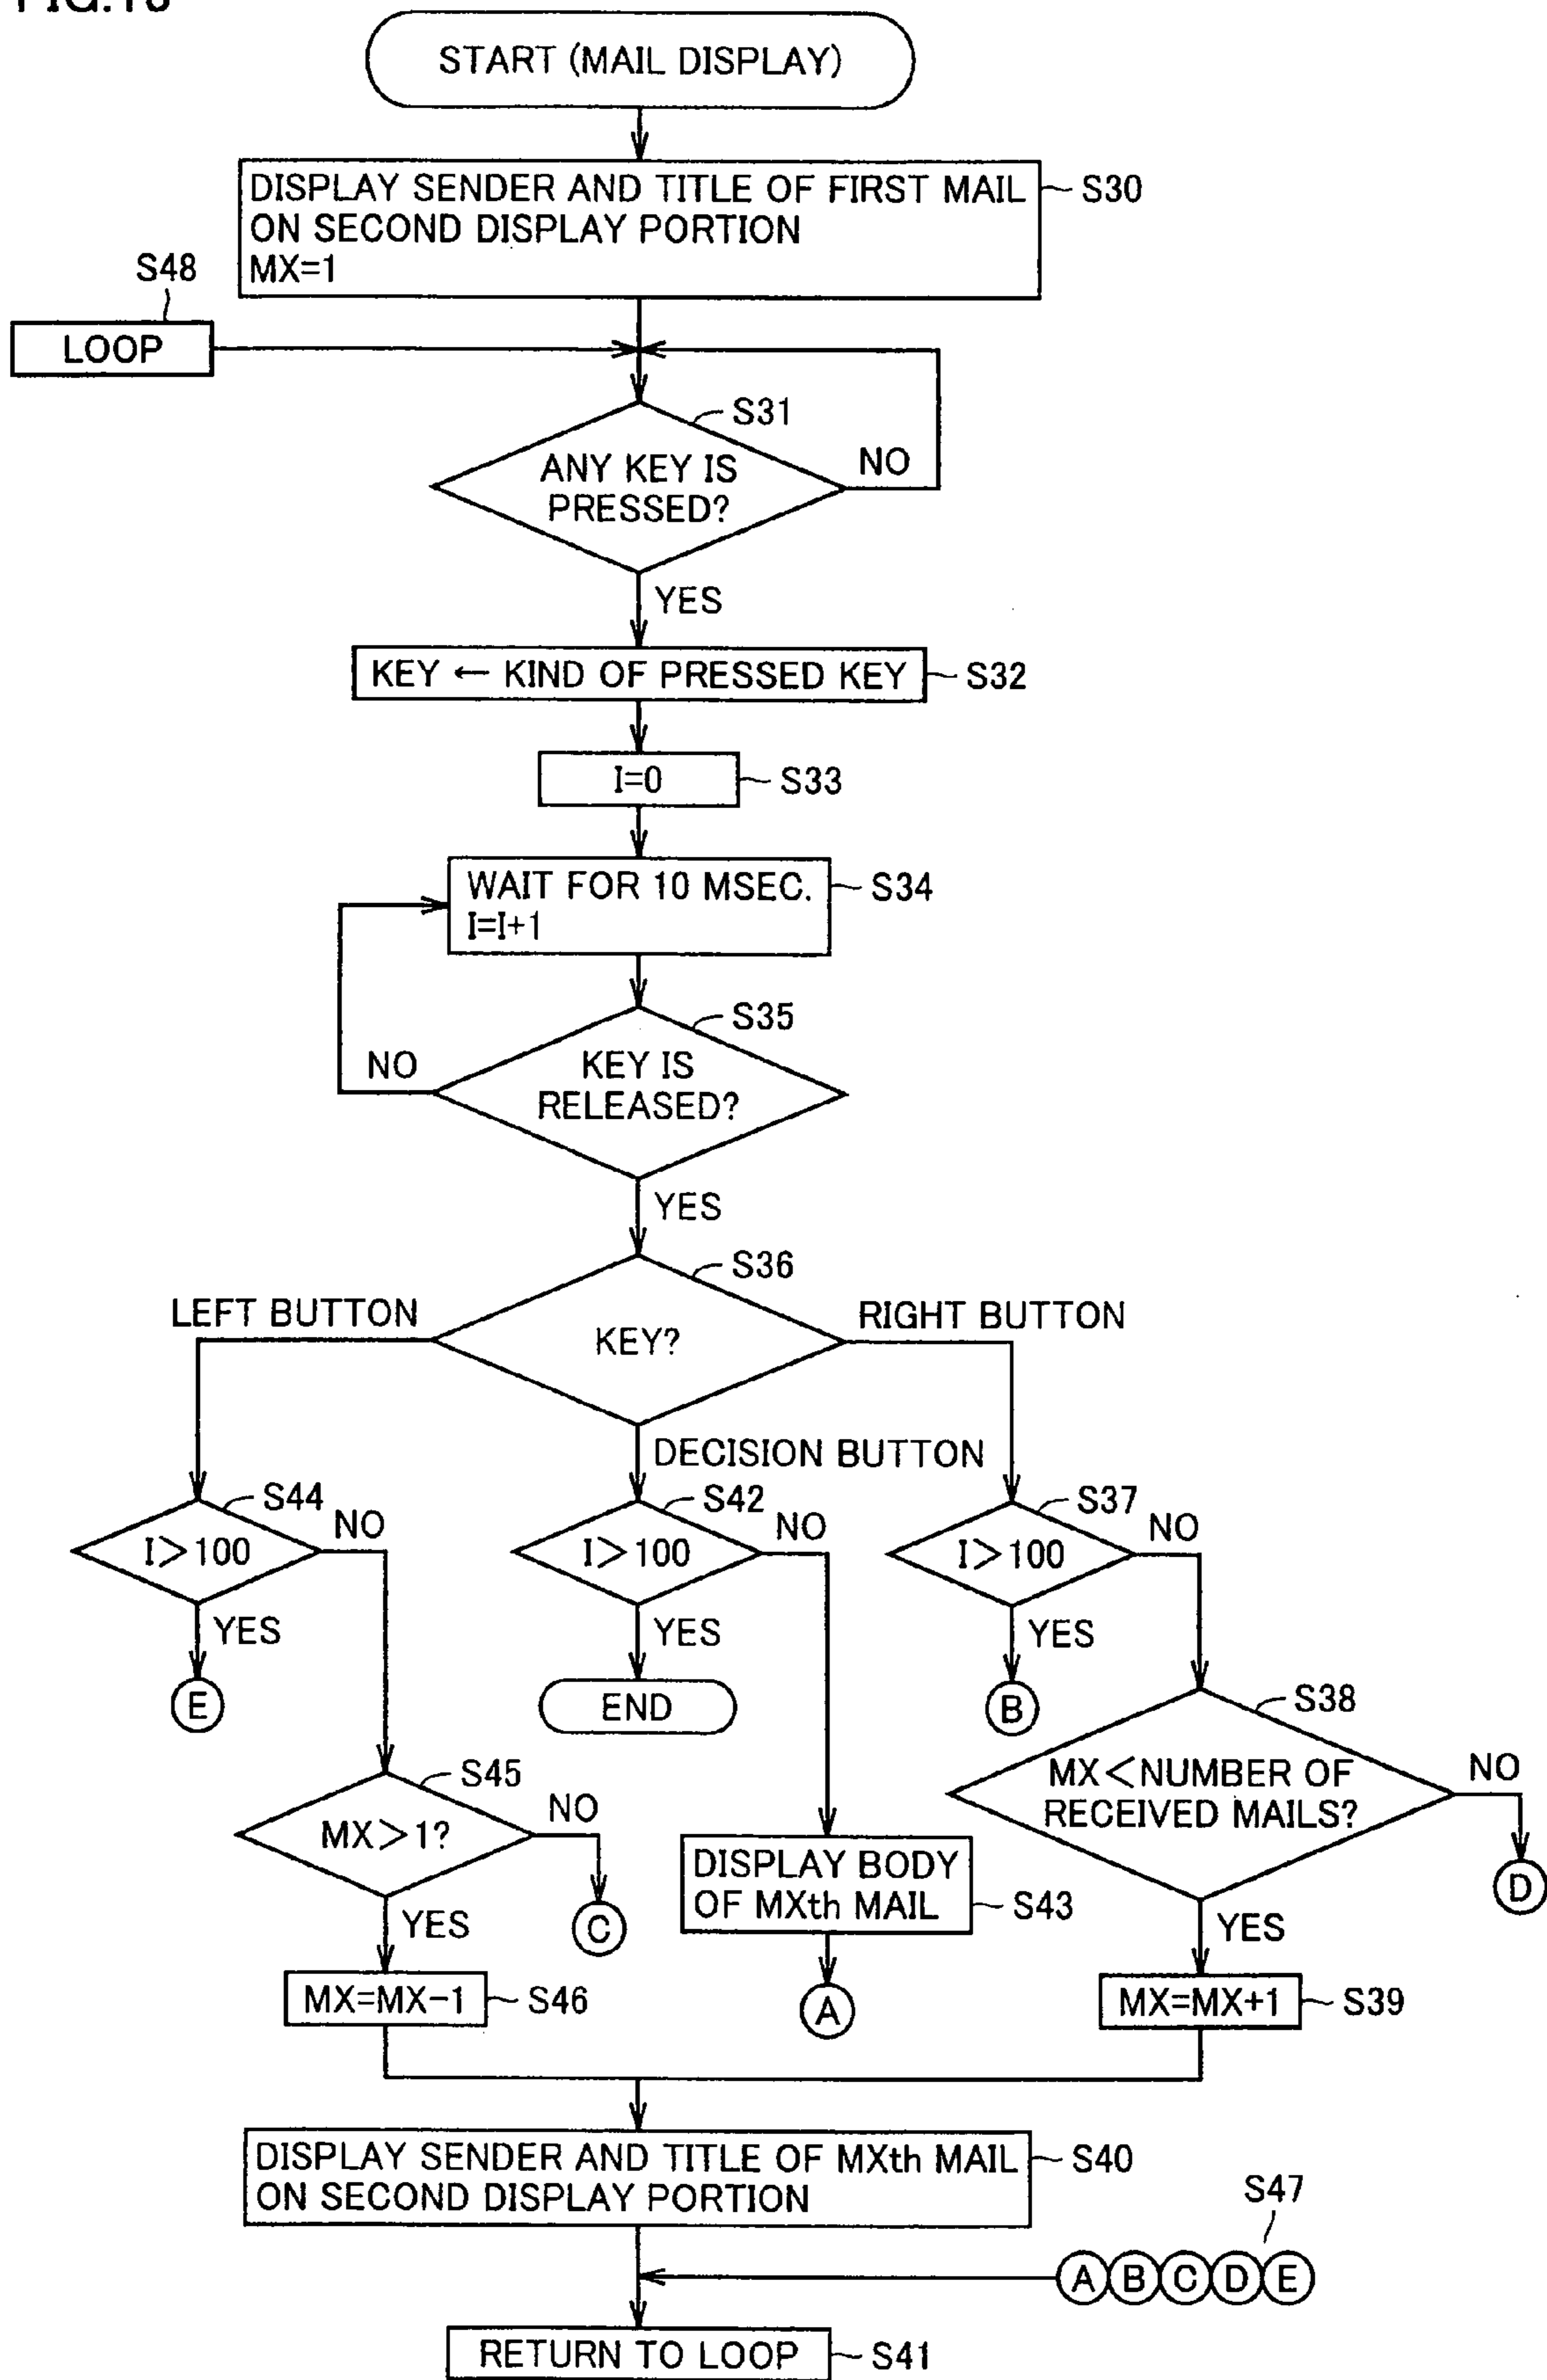 START (MAIL DISPLAY)
DISPLAY SENDER AND TITLE OF FIRST MAIL
ON SECOND DISPLAY PORTION
MX=1
S30
S48
LOOP
S31
ANY KEY IS
PRESSED?
NO
YES
KEY ← KIND OF PRESSED KEY
S32
I=0
S33
WAIT FOR 10 MSEC.
I=I+1
S34
S35
KEY IS
RELEASED?
NO
YES
S36
KEY?
LEFT BUTTON
RIGHT BUTTON
DECISION BUTTON
S44
I>100
NO
YES
E
S42
I>100
NO
YES
END
S37
I>100
NO
YES
B
S38
MX<NUMBER OF
RECEIVED MAILS?
NO
D
YES
S45
MX>1?
NO
C
YES
DISPLAY BODY
OF MXth MAIL
S43
A
MX=MX-1
S46
MX=MX+1
S39
DISPLAY SENDER AND TITLE OF MXth MAIL
ON SECOND DISPLAY PORTION
S40
S47
A B C D E
RETURN TO LOOP
S41